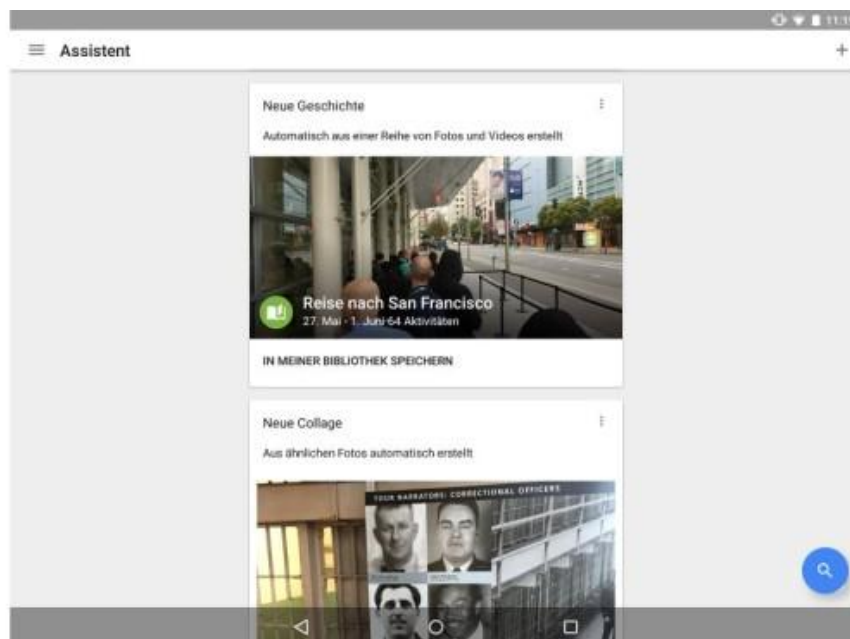 Assistent
Neue Geschichte
Automatisch aus einer Reihe von Fotos und Videos erstellt
Reise nach San Francisco
27. Mai - 1. Juni·64 Aktivitäten
IN MEINER BIBLIOTHEK SPEICHERN
Neue Collage
Aus ähnlichen Fotos automatisch erstellt
YOUR NARRATORS: CORRECTIONAL OFFICERS